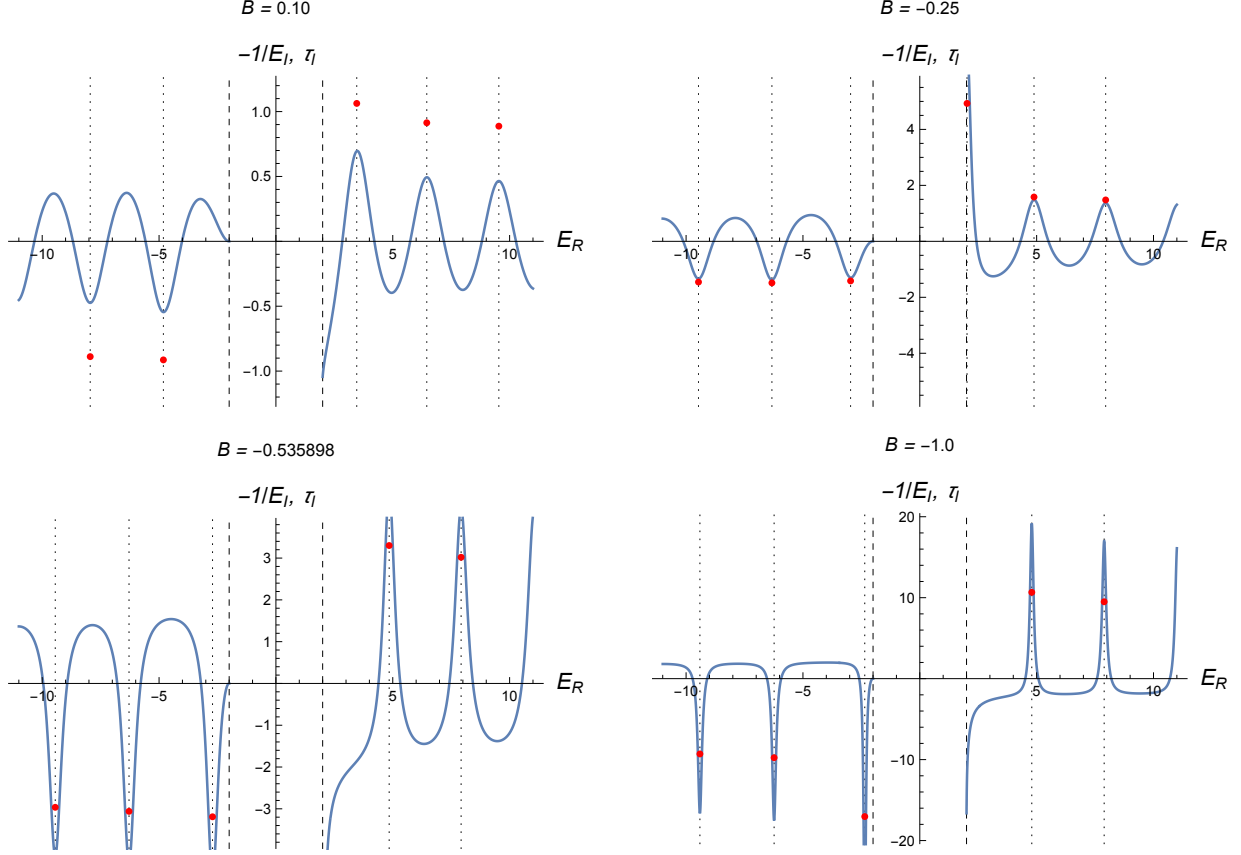 B = 0.10
−1/E_I, τ_I
1.0
0.5
−10 −5 5 10 E_R
−0.5
−1.0
B = −0.25
−1/E_I, τ_I
4
2
−10 −5 5 10 E_R
−2
−4
B = −0.535898
−1/E_I, τ_I
3
2
1
−10 −5 5 10 E_R
−1
−2
−3
B = −1.0
−1/E_I, τ_I
20
10
−10 −5 5 10 E_R
−10
−20